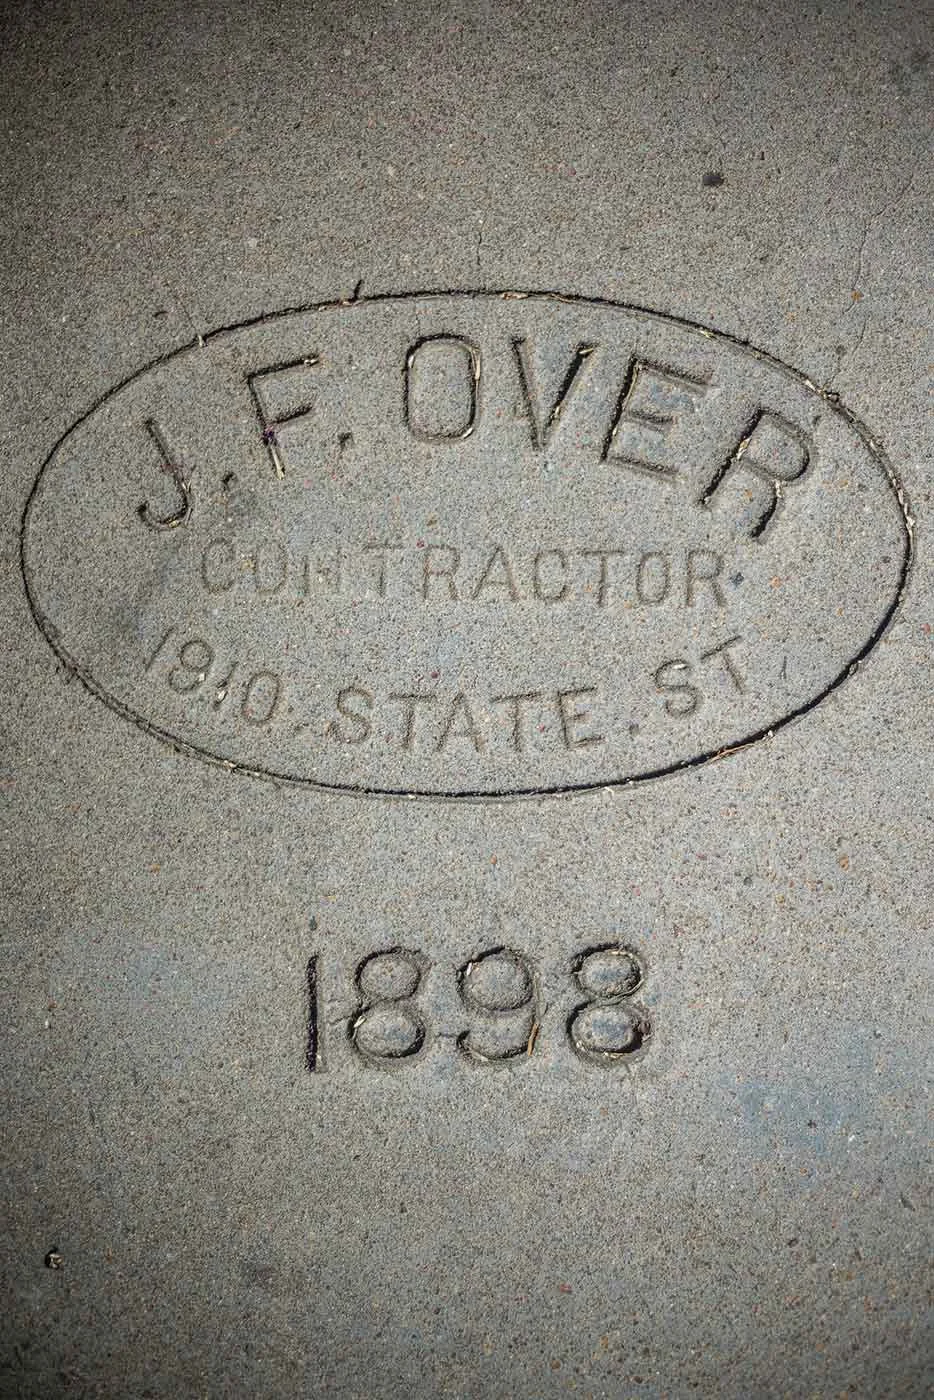 J.F. OVER
CONTRACTOR
1910. STATE. ST
1898